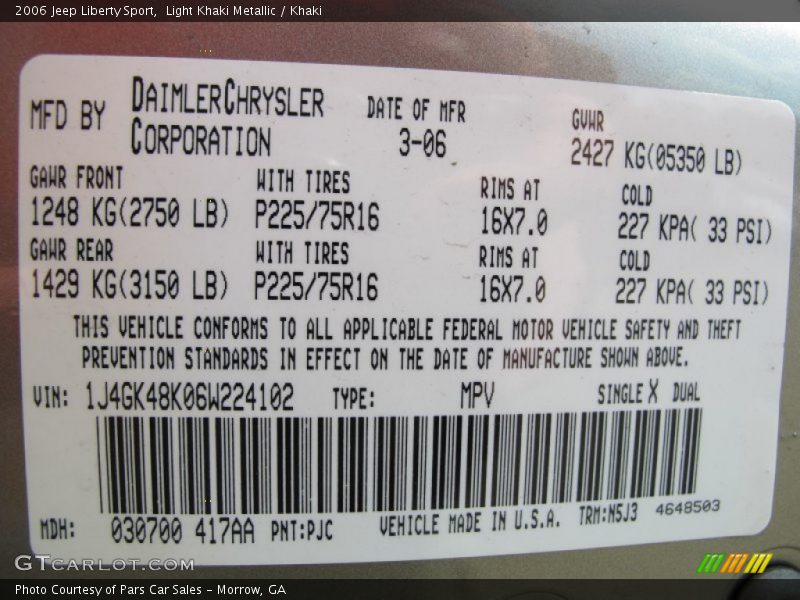 2006 Jeep Liberty Sport,  Light Khaki Metallic / Khaki
MFD BY DAIMLERCHRYSLER CORPORATION
DATE OF MFR
3-06
GVWR
2427 KG(05350 LB)
GAWR FRONT WITH TIRES RIMS AT COLD
1248 KG(2750 LB) P225/75R16 16X7.0 227 KPA( 33 PSI)
GAWR REAR WITH TIRES RIMS AT COLD
1429 KG(3150 LB) P225/75R16 16X7.0 227 KPA( 33 PSI)
THIS VEHICLE CONFORMS TO ALL APPLICABLE FEDERAL MOTOR VEHICLE SAFETY AND THEFT
PREVENTION STANDARDS IN EFFECT ON THE DATE OF MANUFACTURE SHOWN ABOVE.
VIN: 1J4GK48K06W224102 TYPE: MPV SINGLE X DUAL
MDH: 030700 417AA PNT:PJC VEHICLE MADE IN U.S.A. TRM:N5J3 4648503
GTCarLot.com
Photo Courtesy of Pars Car Sales - Morrow, GA